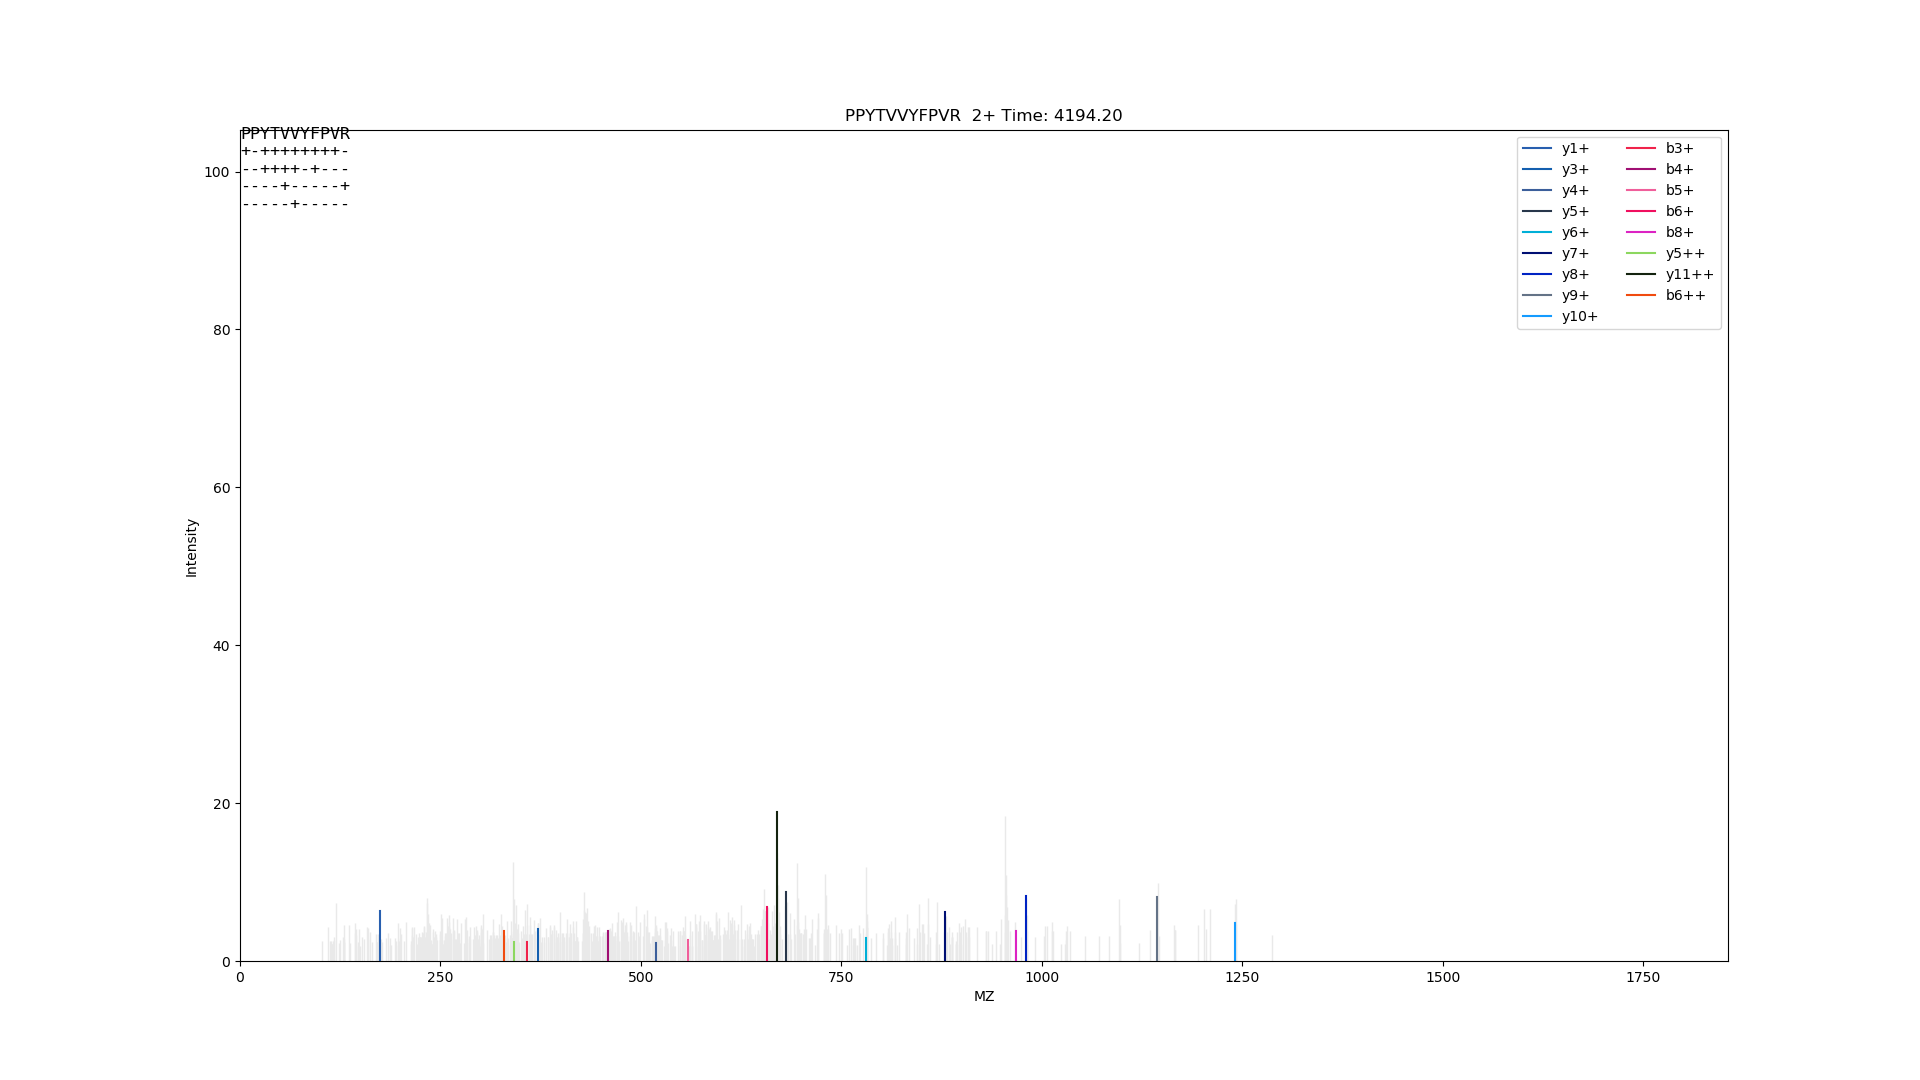 PPYTVVYFPVR  2+ Time: 4194.20
PPYTVVYFPVR
+-++++++++-
--++++-+---
----+-----+
-----+-----
y1+
y3+
y4+
y5+
y6+
y7+
y8+
y9+
y10+
b3+
b4+
b5+
b6+
b8+
y5++
y11++
b6++
100
80
60
40
20
0
Intensity
0 250 500 750 1000 1250 1500 1750
MZ